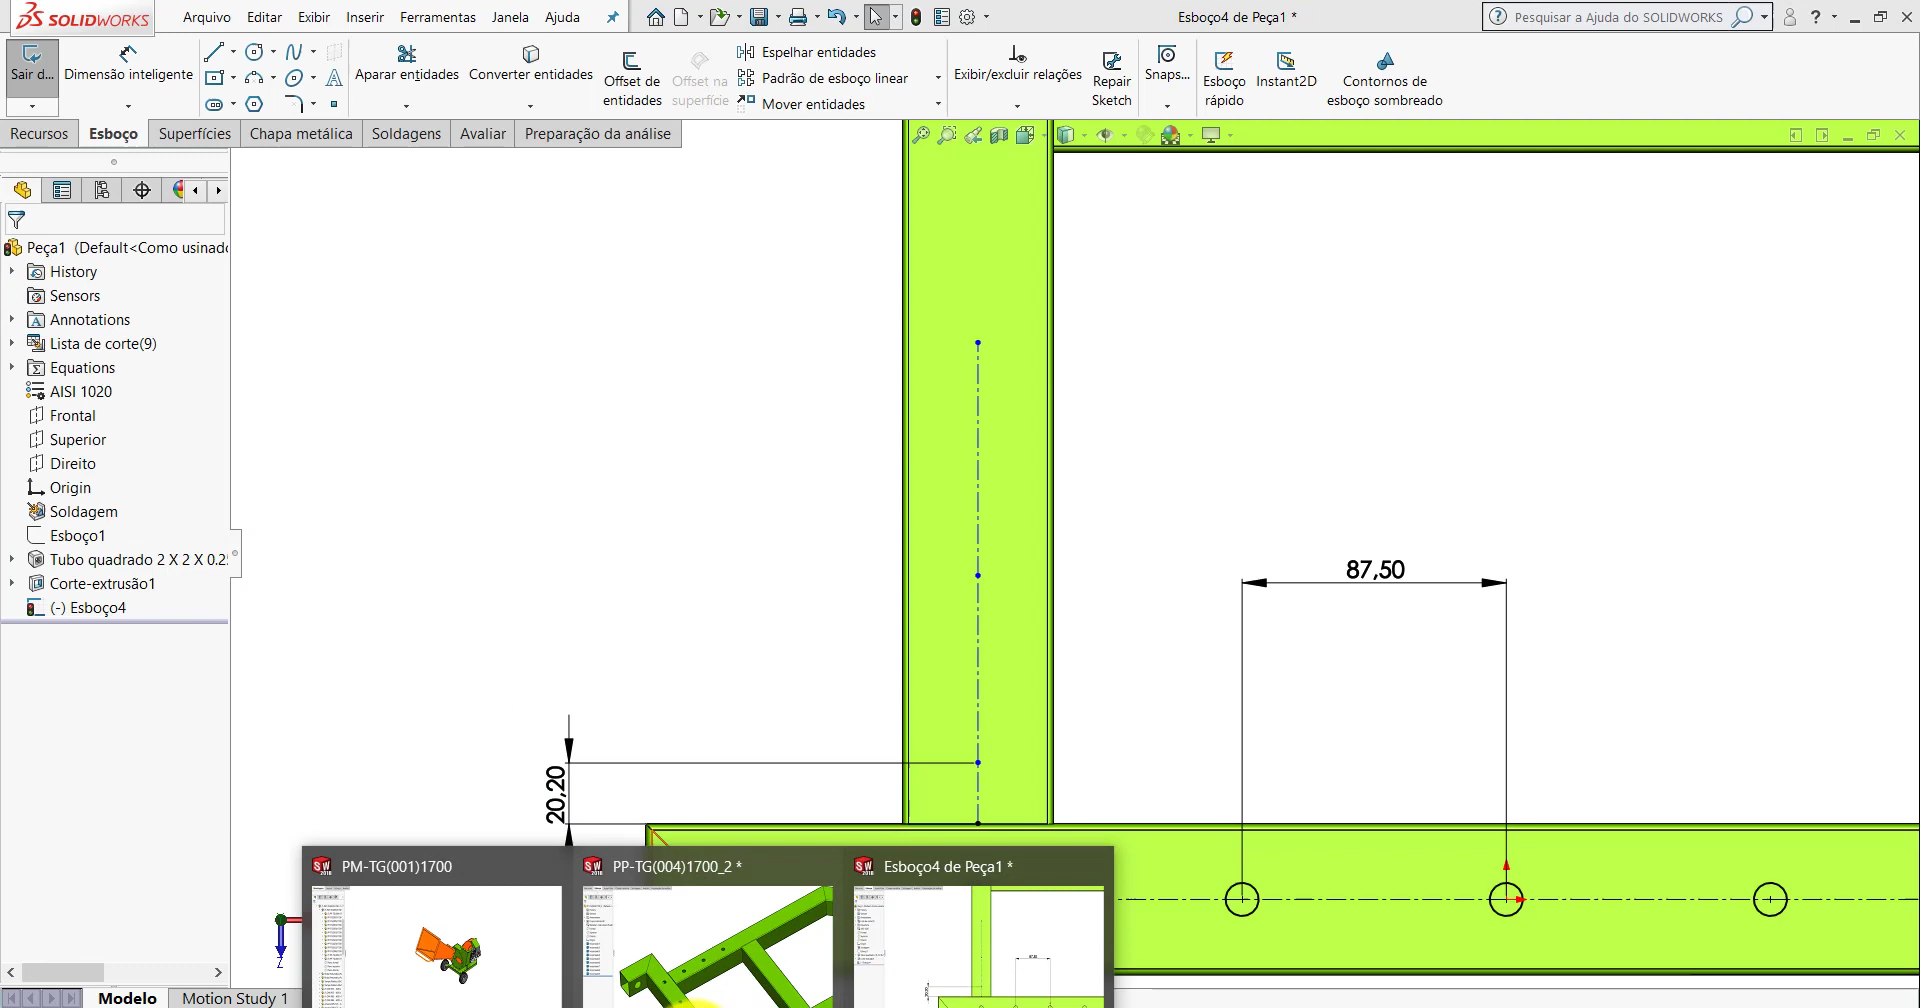 SOLIDWORKS
Arquivo Editar Exibir Inserir Ferramentas Janela Ajuda
Esboço4 de Peça1 *
Pesquisar a Ajuda do SOLIDWORKS
Sair d...
Dimensão inteligente
Aparar entidades
Converter entidades
Offset de
entidades
Offset na
superfície
Espelhar entidades
Padrão de esboço linear
Mover entidades
Exibir/excluir relações
Repair
Sketch
Snaps...
Esboço
rápido
Instant2D
Contornos de
esboço sombreado
Recursos Esboço Superfícies Chapa metálica Soldagens Avaliar Preparação da análise
Peça1 (Default<Como usinado
History
Sensors
Annotations
Lista de corte(9)
Equations
AISI 1020
Frontal
Superior
Direito
Origin
Soldagem
Esboço1
Tubo quadrado 2 X 2 X 0.2
Corte-extrusão1
(-) Esboço4
87,50
20,20
Z
PM-TG(001)1700
PP-TG(004)1700_2 *
Esboço4 de Peça1 *
Modelo
Motion Study 1